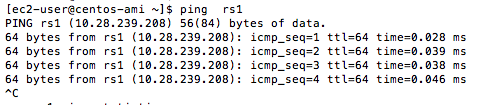 [ec2-user@centos-ami ~]$ ping  rs1
PING rs1 (10.28.239.208) 56(84) bytes of data.
64 bytes from rs1 (10.28.239.208): icmp_seq=1 ttl=64 time=0.028 ms
64 bytes from rs1 (10.28.239.208): icmp_seq=2 ttl=64 time=0.039 ms
64 bytes from rs1 (10.28.239.208): icmp_seq=3 ttl=64 time=0.038 ms
64 bytes from rs1 (10.28.239.208): icmp_seq=4 ttl=64 time=0.046 ms
^C